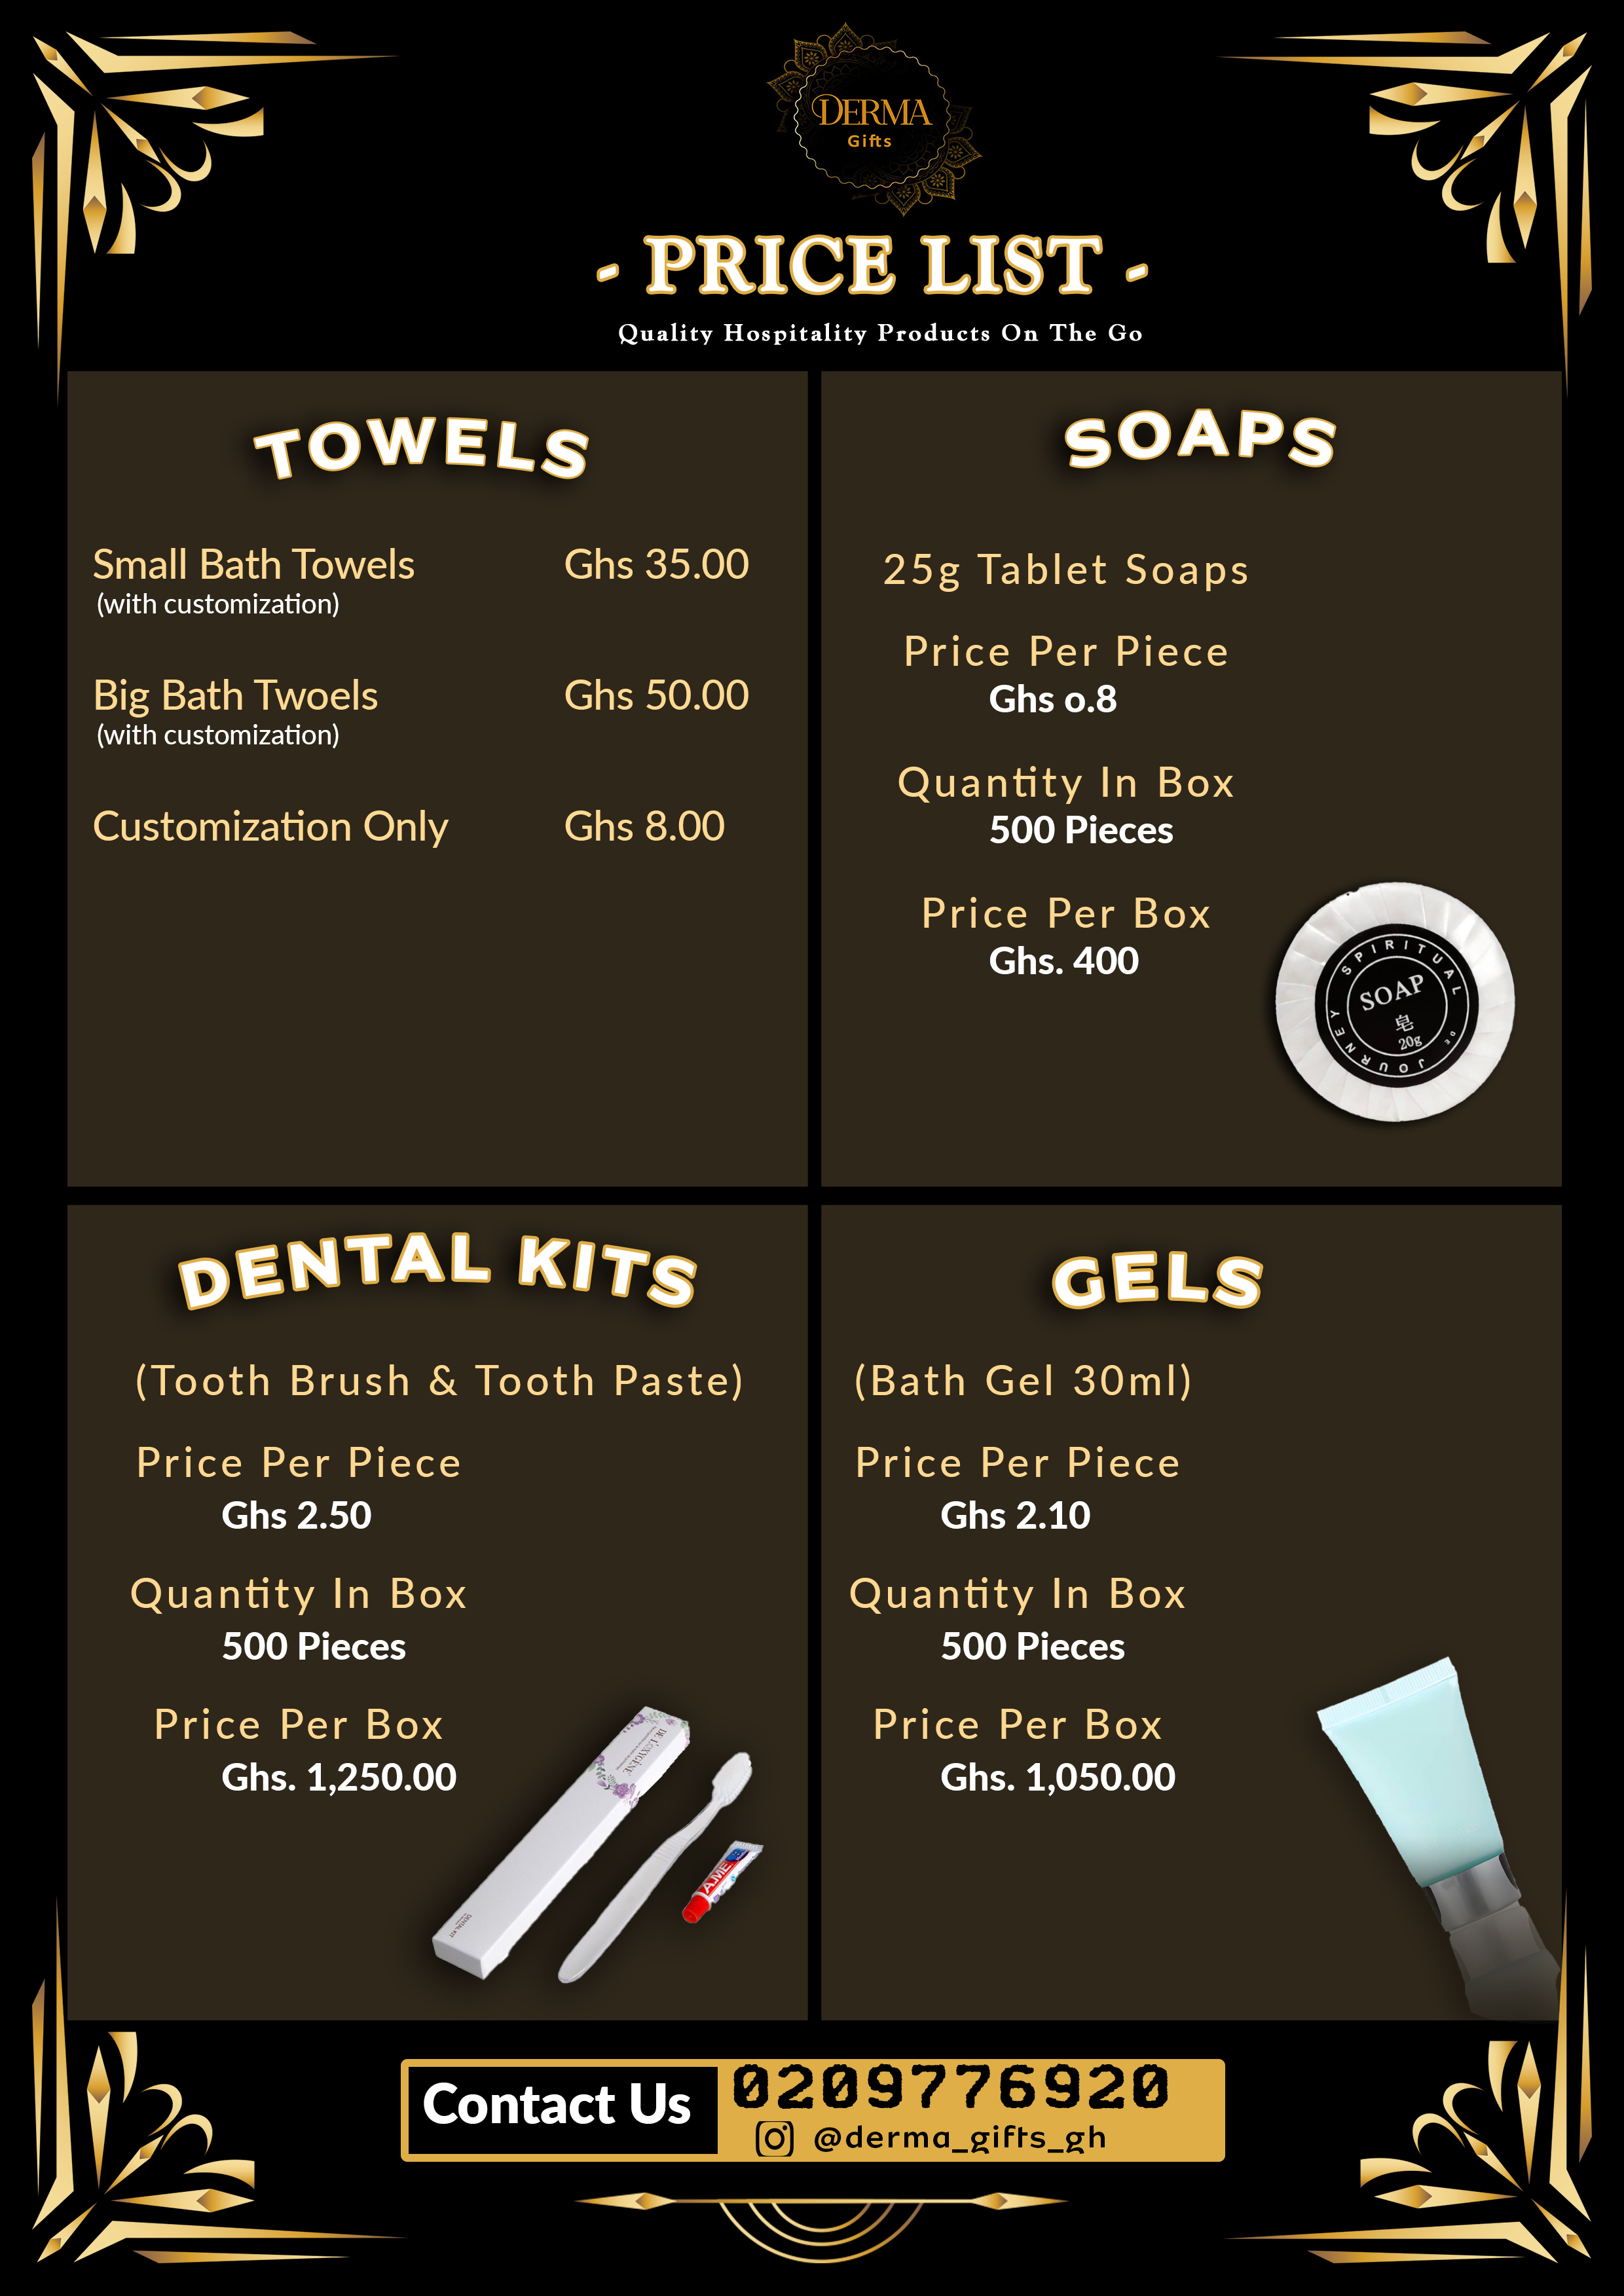 DERMA
Gifts
- PRICE LIST -
Quality Hospitality Products On The Go
TOWELS
Small Bath Towels Ghs 35.00
(with customization)
Big Bath Twoels Ghs 50.00
(with customization)
Customization Only Ghs 8.00
SOAPS
25g Tablet Soaps
Price Per Piece
Ghs o.8
Quantity In Box
500 Pieces
Price Per Box
Ghs. 400
SPIRITUAL
DE
JOURNEY
SOAP
皂
20g
DENTAL KITS
(Tooth Brush & Tooth Paste)
Price Per Piece
Ghs 2.50
Quantity In Box
500 Pieces
Price Per Box
Ghs. 1,250.00
DENTAL KIT
GELS
(Bath Gel 30ml)
Price Per Piece
Ghs 2.10
Quantity In Box
500 Pieces
Price Per Box
Ghs. 1,050.00
Contact Us
0209776920
@derma_gifts_gh